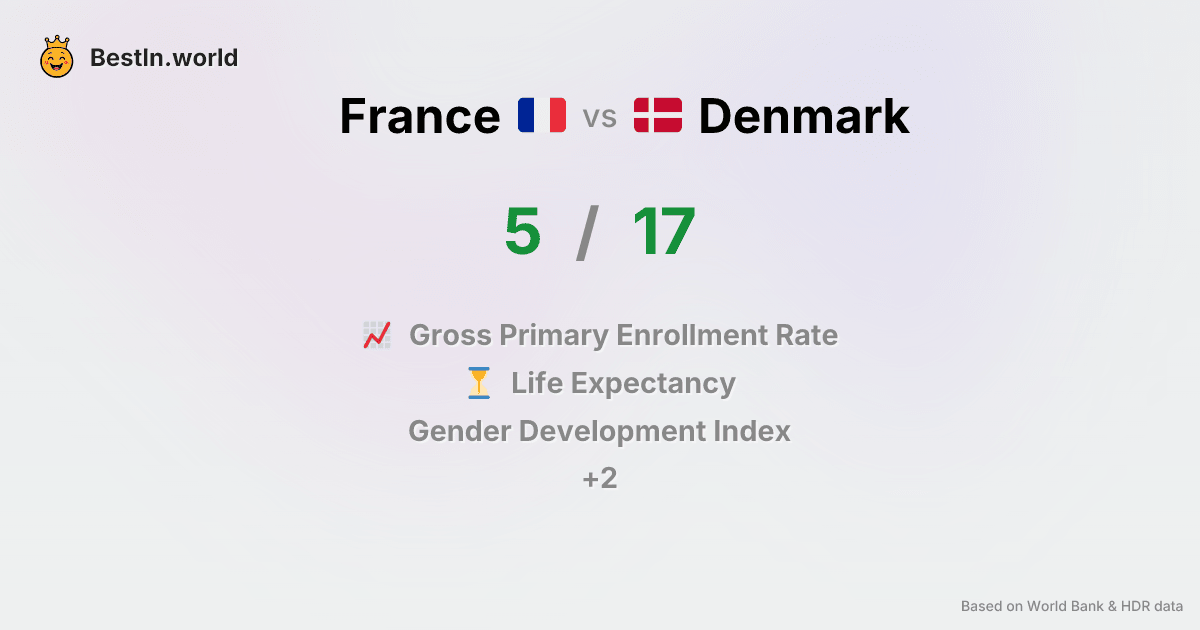 BestIn.world
France vs Denmark
5 / 17
Gross Primary Enrollment Rate
Life Expectancy
Gender Development Index
+2
Based on World Bank & HDR data